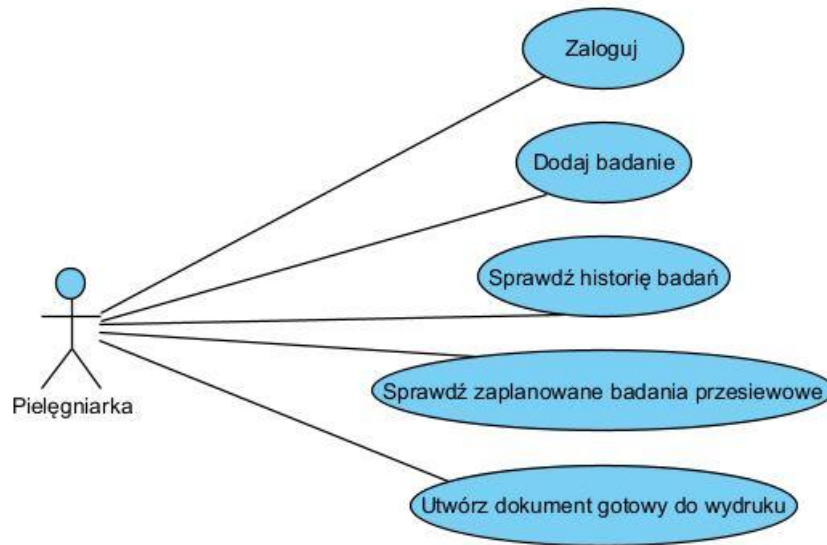 Zaloguj
Dodaj badanie
Sprawdź historię badań
Pielęgniarka
Sprawdź zaplanowane badania przesiewowe
Utwórz dokument gotowy do wydruku